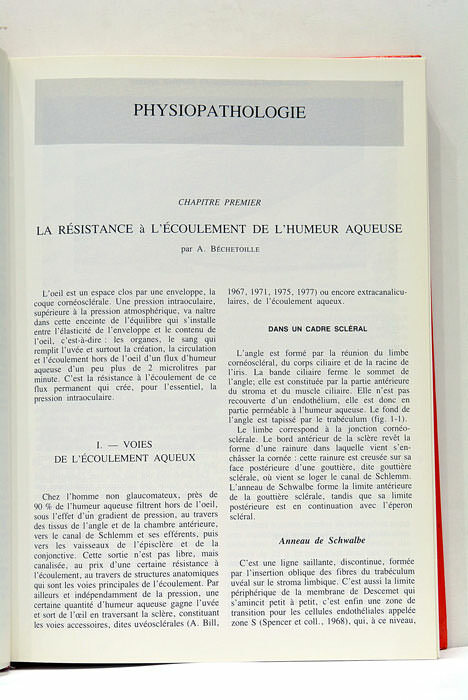 PHYSIOPATHOLOGIE
CHAPITRE PREMIER
LA RÉSISTANCE à L'ÉCOULEMENT DE L'HUMEUR AQUEUSE
par A. BÉCHETOILLE
L'oeil est un espace clos par une enveloppe, la
coque cornéosclérale. Une pression intraoculaire,
supérieure à la pression atmosphérique, va naître
dans cette enceinte de l'équilibre qui s'installe
entre l'élasticité de l'enveloppe et le contenu de
l'oeil, c'est-à-dire : les organes, le sang qui
remplit l'uvée et surtout la création, la circulation
et l'écoulement hors de l'oeil d'un flux d'humeur
aqueuse d'un peu plus de 2 microlitres par
minute. C'est la résistance à l'écoulement de ce
flux permanent qui crée, pour l'essentiel, la
pression intraoculaire.
I. — VOIES
DE L'ÉCOULEMENT AQUEUX
Chez l'homme non glaucomateux, près de
90 % de l'humeur aqueuse filtrent hors de l'oeil,
sous l'effet d'un gradient de pression, au travers
des tissus de l'angle et de la chambre antérieure,
vers le canal de Schlemm et ses efférents, puis
vers les vaisseaux de l'épisclère et de la
conjonctive. Cette sortie n'est pas libre, mais
canalisée, au prix d'une certaine résistance à
l'écoulement, au travers de structures anatomiques
qui sont les voies principales de l'écoulement. Par
ailleurs et indépendamment de la pression, une
certaine quantité d'humeur aqueuse gagne l'uvée
et sort de l'œil en traversant la sclère, constituant
les voies accessoires, dites uvéosclérales (A. Bill,
1967, 1971, 1975, 1977) ou encore extracanalicu-
laires, de l'écoulement aqueux.
DANS UN CADRE SCLÉRAL
L'angle est formé par la réunion du limbe
cornéoscléral, du corps ciliaire et de la racine de
l'iris. La bande ciliaire ferme le sommet de
l'angle; elle est constituée par la partie antérieure
du stroma et du muscle ciliaire. Elle n'est pas
recouverte d'un endothélium, elle est donc en
partie perméable à l'humeur aqueuse. Le fond de
l'angle est tapissé par le trabéculum (fig. 1-1).
Le limbe correspond à la jonction cornéo-
sclérale. Le bord antérieur de la sclère revêt la
forme d'une rainure dans laquelle vient s'en-
châsser la cornée : cette rainure est creusée sur sa
face postérieure d'une gouttière, dite gouttière
sclérale, où vient se loger le canal de Schlemm.
L'anneau de Schwalbe forme la limite antérieure
de la gouttière sclérale, tandis que sa limite
postérieure est en continuation avec l'éperon
scléral.
Anneau de Schwalbe
C'est une ligne saillante, discontinue, formée
par l'insertion oblique des fibres du trabéculum
uvéal sur le stroma limbique. C'est aussi la limite
périphérique de la membrane de Descemet qui
s'amincit petit à petit, c'est enfin une zone de
transition pour les cellules endothéliales appelée
zone S (Spencer et coll., 1968), qui, à ce niveau,